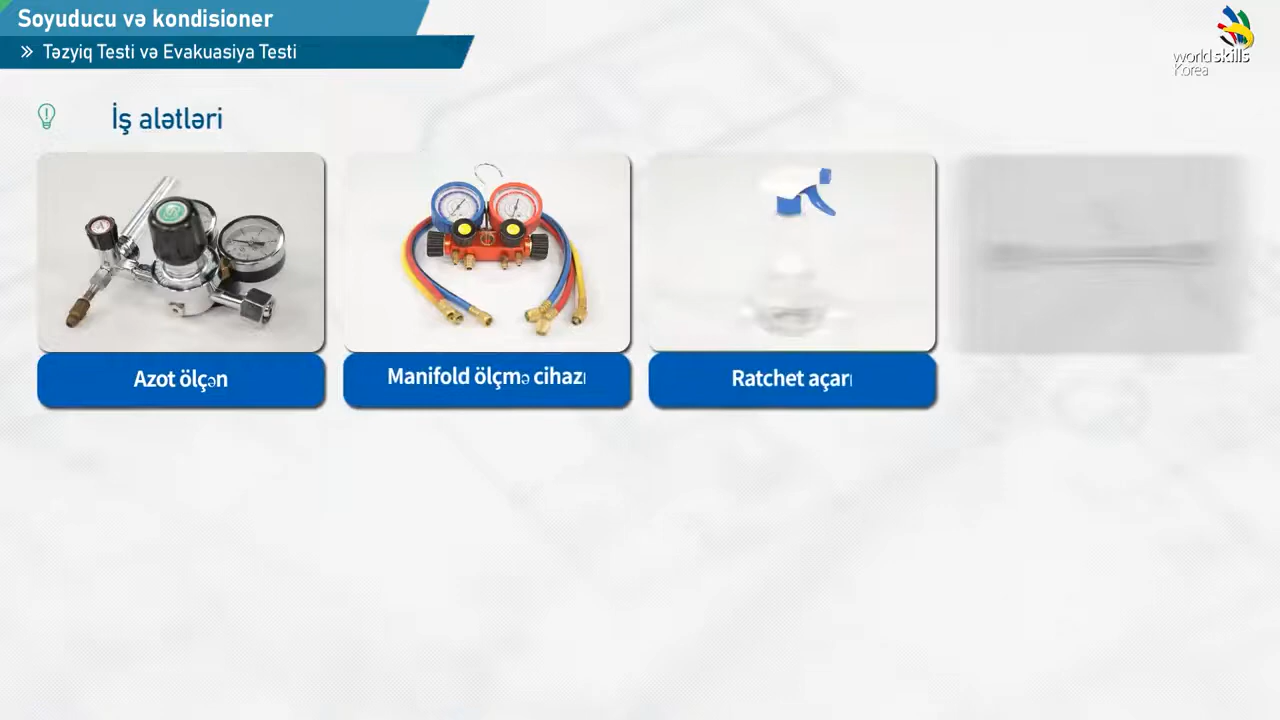 Soyuducu və kondisioner
» Təzyiq Testi və Evakuasiya Testi
world skills
Korea
İş alətləri
Azot ölçən
Manifold ölçmə cihazı
Ratchet açarı